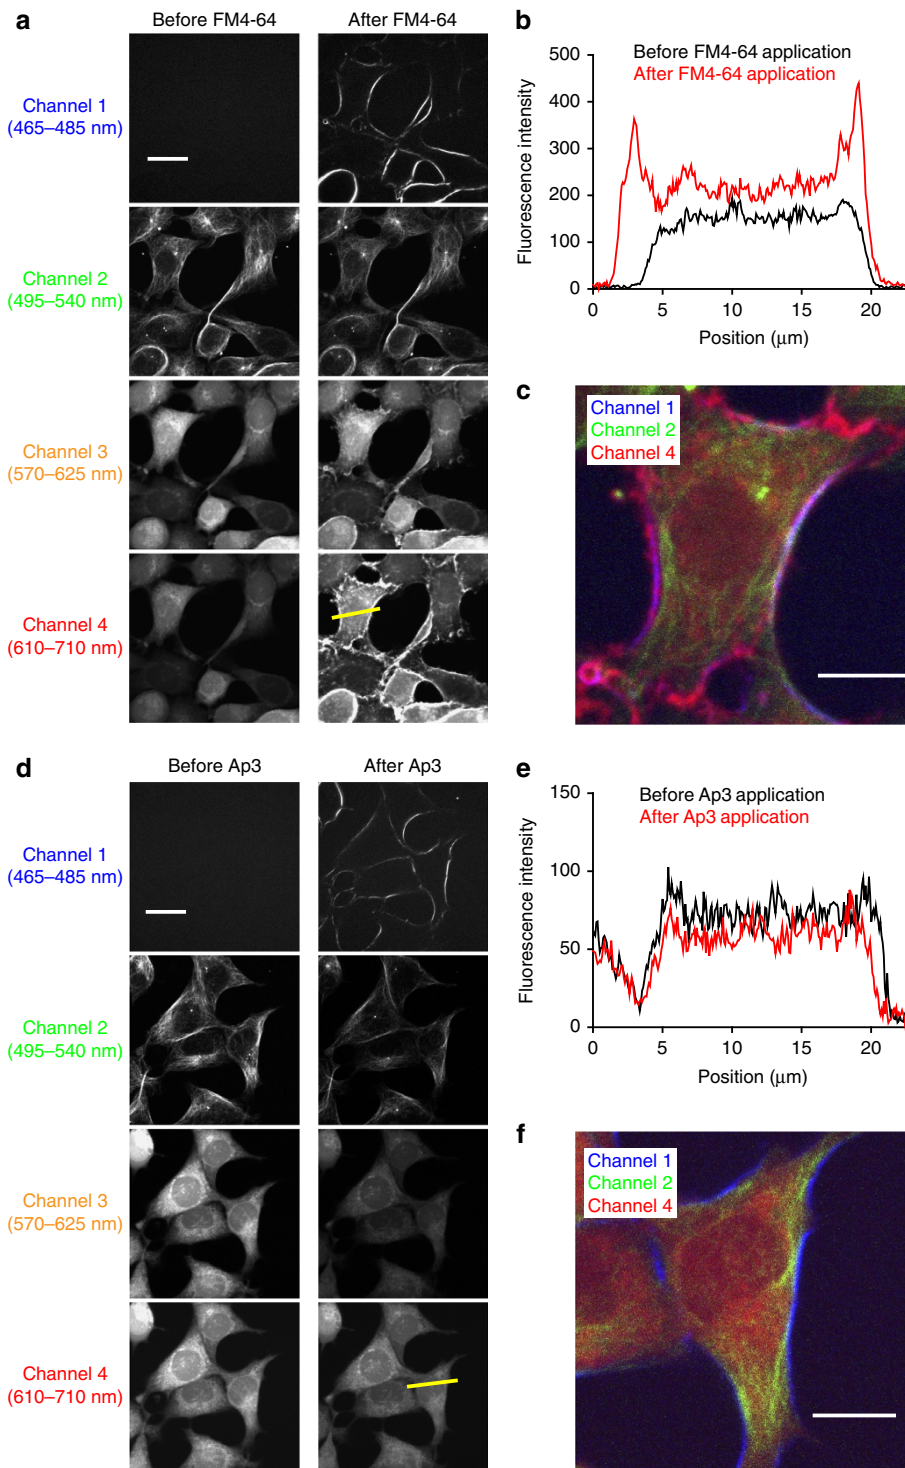 a
Before FM4-64
After FM4-64
Channel 1
(465–485 nm)
Channel 2
(495–540 nm)
Channel 3
(570–625 nm)
Channel 4
(610–710 nm)
b
Before FM4-64 application
After FM4-64 application
Fluorescence intensity
500
400
300
200
100
0
0 5 10 15 20
Position (μm)
c
Channel 1
Channel 2
Channel 4
d
Before Ap3
After Ap3
Channel 1
(465–485 nm)
Channel 2
(495–540 nm)
Channel 3
(570–625 nm)
Channel 4
(610–710 nm)
e
Before Ap3 application
After Ap3 application
Fluorescence intensity
150
100
50
0
0 5 10 15 20
Position (μm)
f
Channel 1
Channel 2
Channel 4